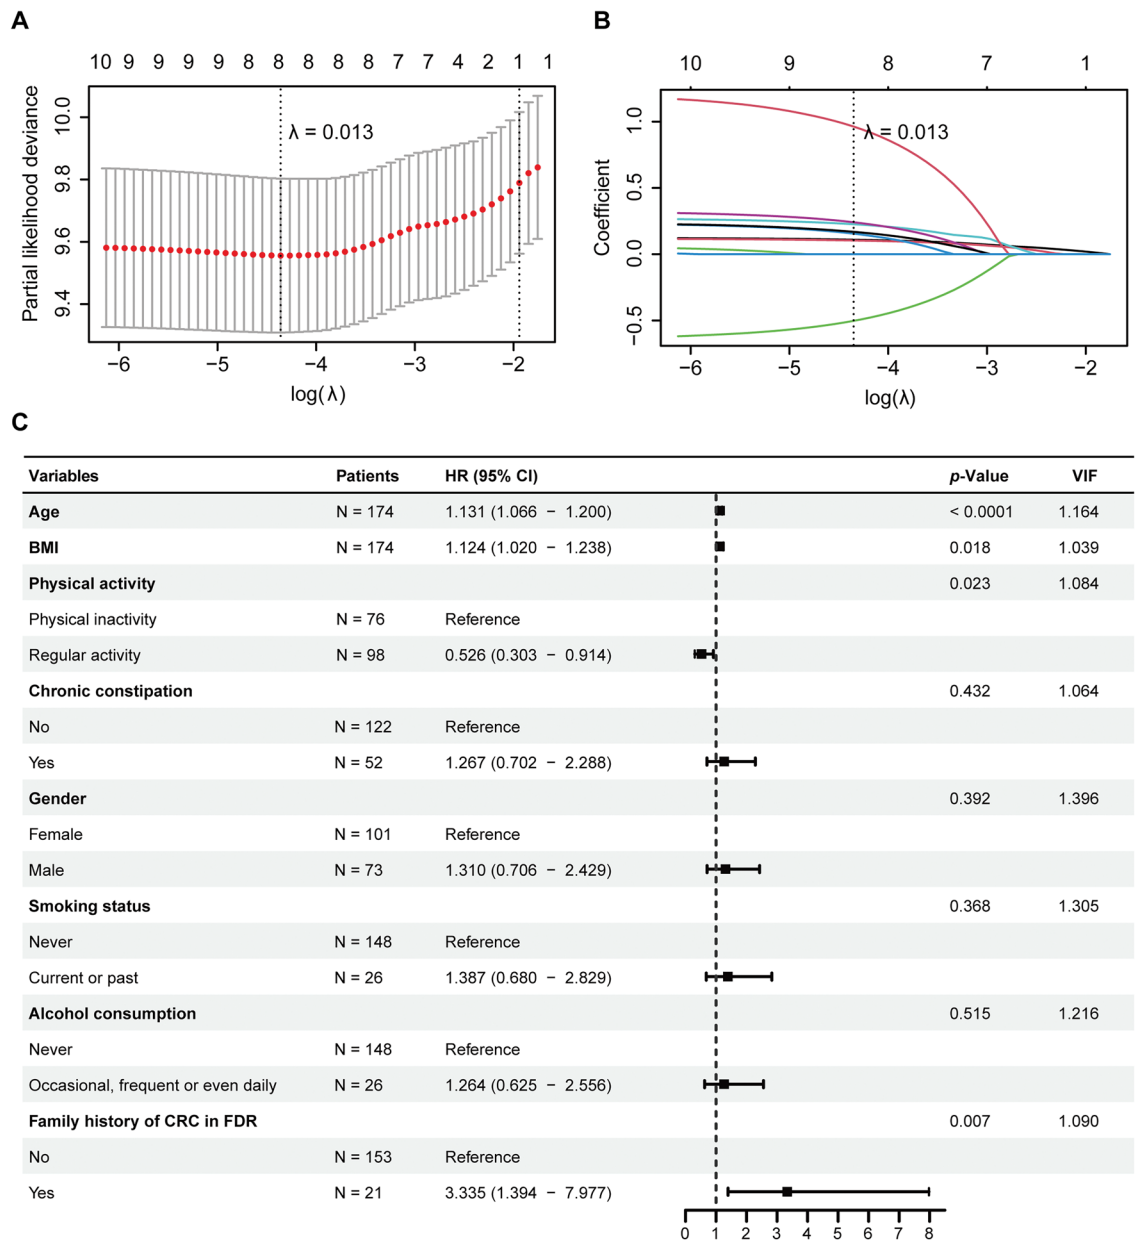 A
10 9 9 9 9 8 8 8 8 8 7 7 4 2 1 1
Partial likelihood deviance
10.0
9.8
9.6
9.4
λ = 0.013
−6 −5 −4 −3 −2
log(λ)
B
10 9 8 7 1
Coefficient
1.0
0.5
0.0
−0.5
λ = 0.013
−6 −5 −4 −3 −2
log(λ)
C
Variables Patients HR (95% CI) p-Value VIF
Age N = 174 1.131 (1.066 − 1.200) < 0.0001 1.164
BMI N = 174 1.124 (1.020 − 1.238) 0.018 1.039
Physical activity 0.023 1.084
Physical inactivity N = 76 Reference
Regular activity N = 98 0.526 (0.303 − 0.914)
Chronic constipation 0.432 1.064
No N = 122 Reference
Yes N = 52 1.267 (0.702 − 2.288)
Gender 0.392 1.396
Female N = 101 Reference
Male N = 73 1.310 (0.706 − 2.429)
Smoking status 0.368 1.305
Never N = 148 Reference
Current or past N = 26 1.387 (0.680 − 2.829)
Alcohol consumption 0.515 1.216
Never N = 148 Reference
Occasional, frequent or even daily N = 26 1.264 (0.625 − 2.556)
Family history of CRC in FDR 0.007 1.090
No N = 153 Reference
Yes N = 21 3.335 (1.394 − 7.977)
0 1 2 3 4 5 6 7 8